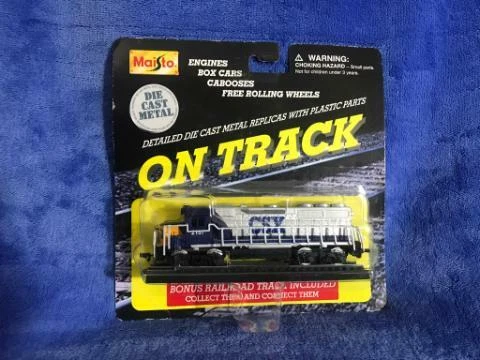 Maisto
ENGINES
BOX CARS
CABOOSES
FREE ROLLING WHEELS
WARNING:
CHOKING HAZARD - Small parts.
Not for children under 3 years.
DIE
CAST
METAL
DETAILED DIE CAST METAL REPLICAS WITH PLASTIC PARTS
ON TRACK
CSX
BONUS RAILROAD TRACK INCLUDED
COLLECT THEM AND CONNECT THEM